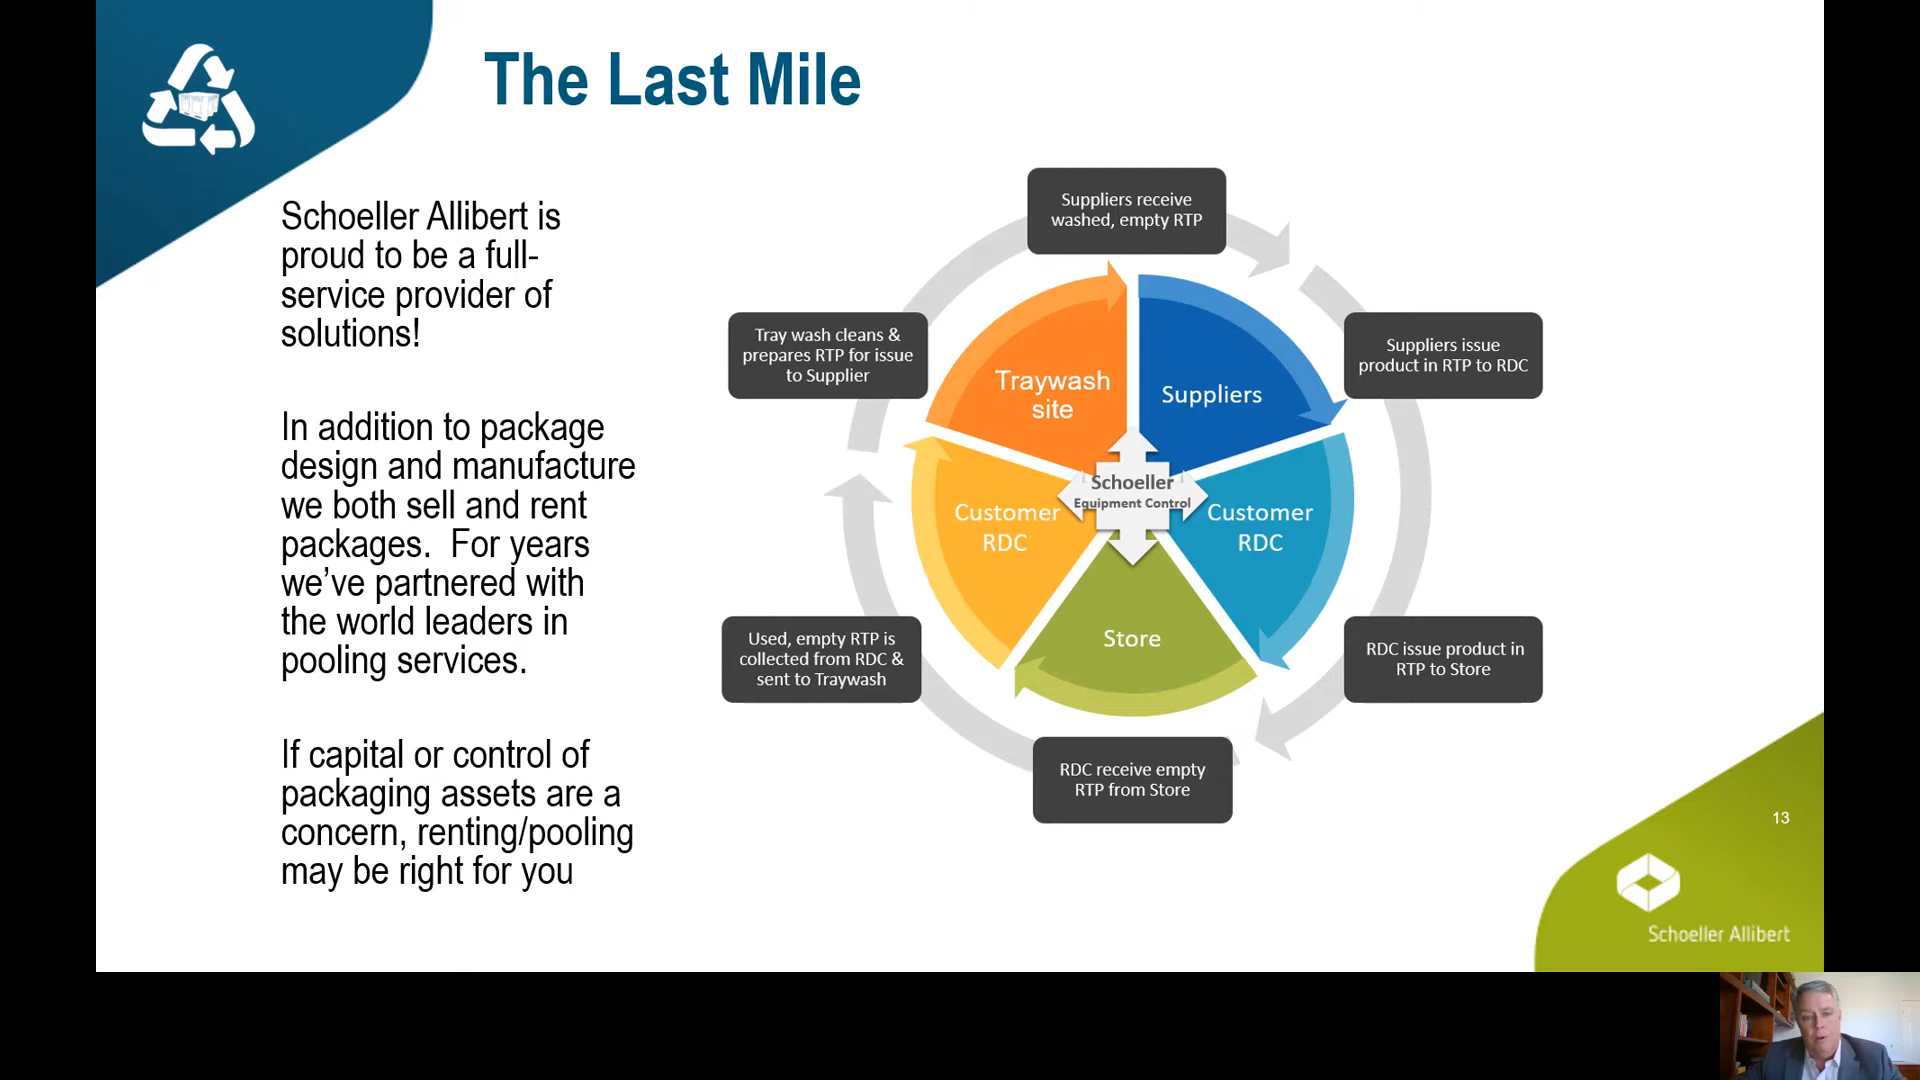 The Last Mile
Schoeller Allibert is
proud to be a full-
service provider of
solutions!
In addition to package
design and manufacture
we both sell and rent
packages.  For years
we’ve partnered with
the world leaders in
pooling services.
If capital or control of
packaging assets are a
concern, renting/pooling
may be right for you
Suppliers receive
washed, empty RTP
Suppliers issue
product in RTP to RDC
RDC issue product in
RTP to Store
RDC receive empty
RTP from Store
Used, empty RTP is
collected from RDC &
sent to Traywash
Tray wash cleans &
prepares RTP for issue
to Supplier
Traywash
site
Suppliers
Customer
RDC
Store
Customer
RDC
Schoeller
Equipment Control
13
Schoeller Allibert